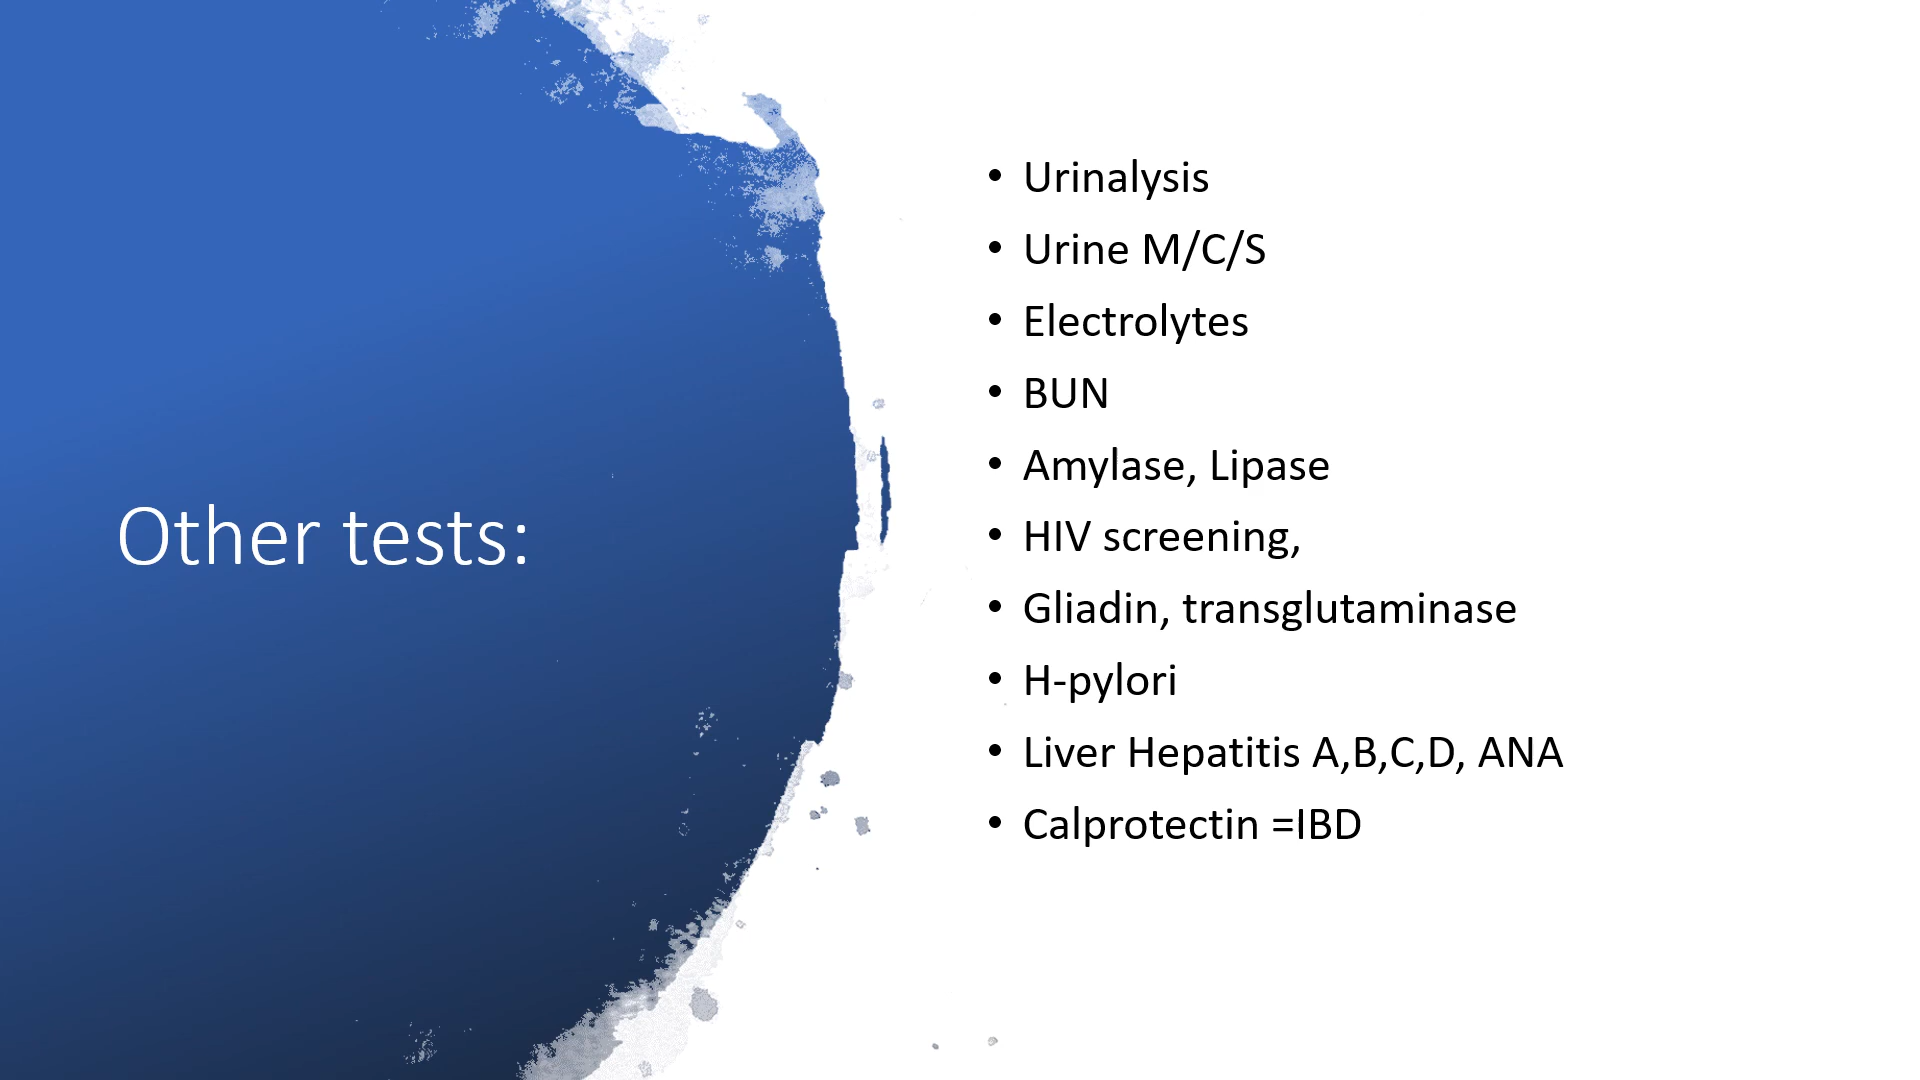 Other tests:
• Urinalysis
• Urine M/C/S
• Electrolytes
• BUN
• Amylase, Lipase
• HIV screening,
• Gliadin, transglutaminase
• H-pylori
• Liver Hepatitis A,B,C,D, ANA
• Calprotectin =IBD